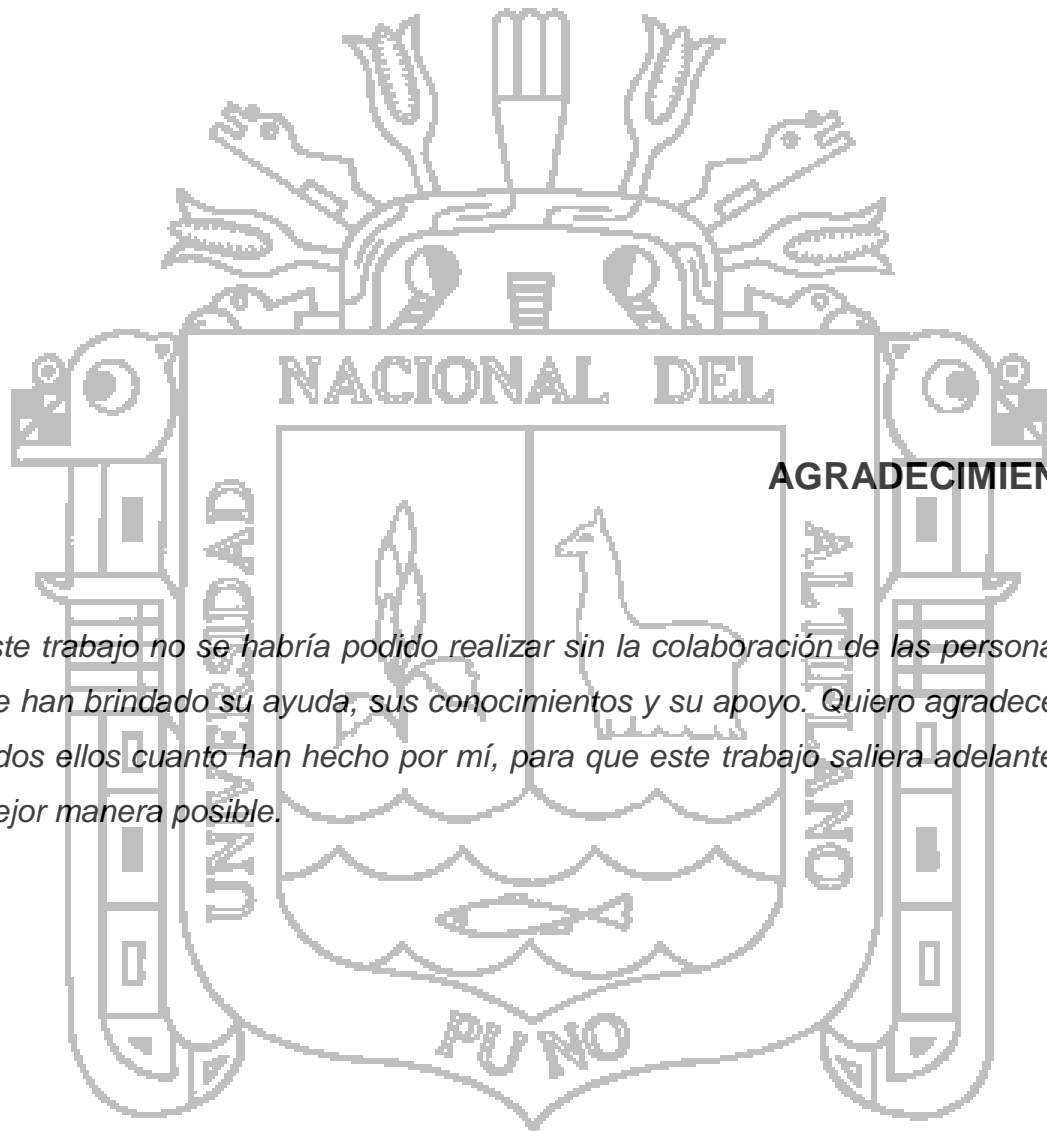 NACIONAL DEL
UNIVERSIDAD
ALTIPLANO
AGRADECIMIEN
ste trabajo no se habría podido realizar sin la colaboración de las persona
e han brindado su ayuda, sus conocimientos y su apoyo. Quiero agradece
dos ellos cuanto han hecho por mí, para que este trabajo saliera adelante
ejor manera posible.
PUNO